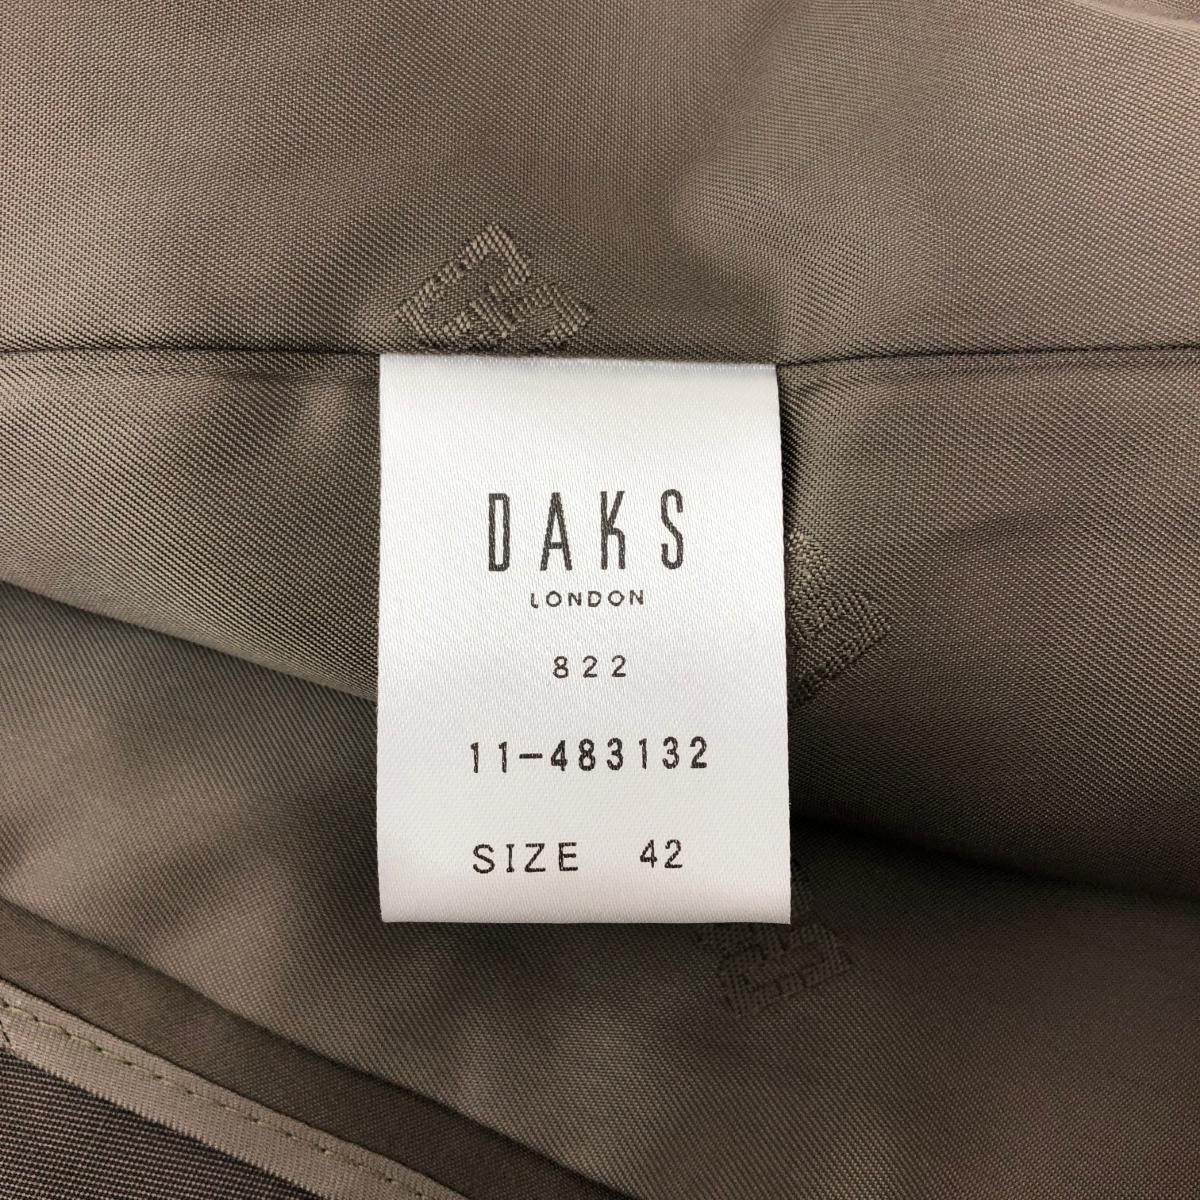 DAKS
LONDON
822
11-483132
SIZE 42